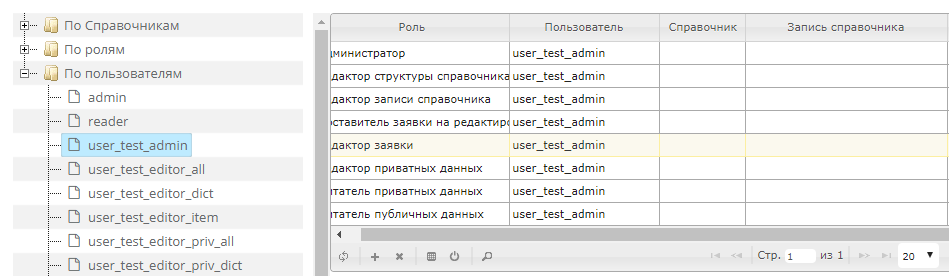 По Справочникам
По ролям
По пользователям
admin
reader
user_test_admin
user_test_editor_all
user_test_editor_dict
user_test_editor_item
user_test_editor_priv_all
user_test_editor_priv_dict
Роль Пользователь Справочник Запись справочника
дминистратор user_test_admin
дактор структуры справочника user_test_admin
дактор записи справочника user_test_admin
оставитель заявки на редактиро user_test_admin
дактор заявки user_test_admin
дактор приватных данных user_test_admin
итатель приватных данных user_test_admin
итатель публичных данных user_test_admin
Стр. 1 из 1 20